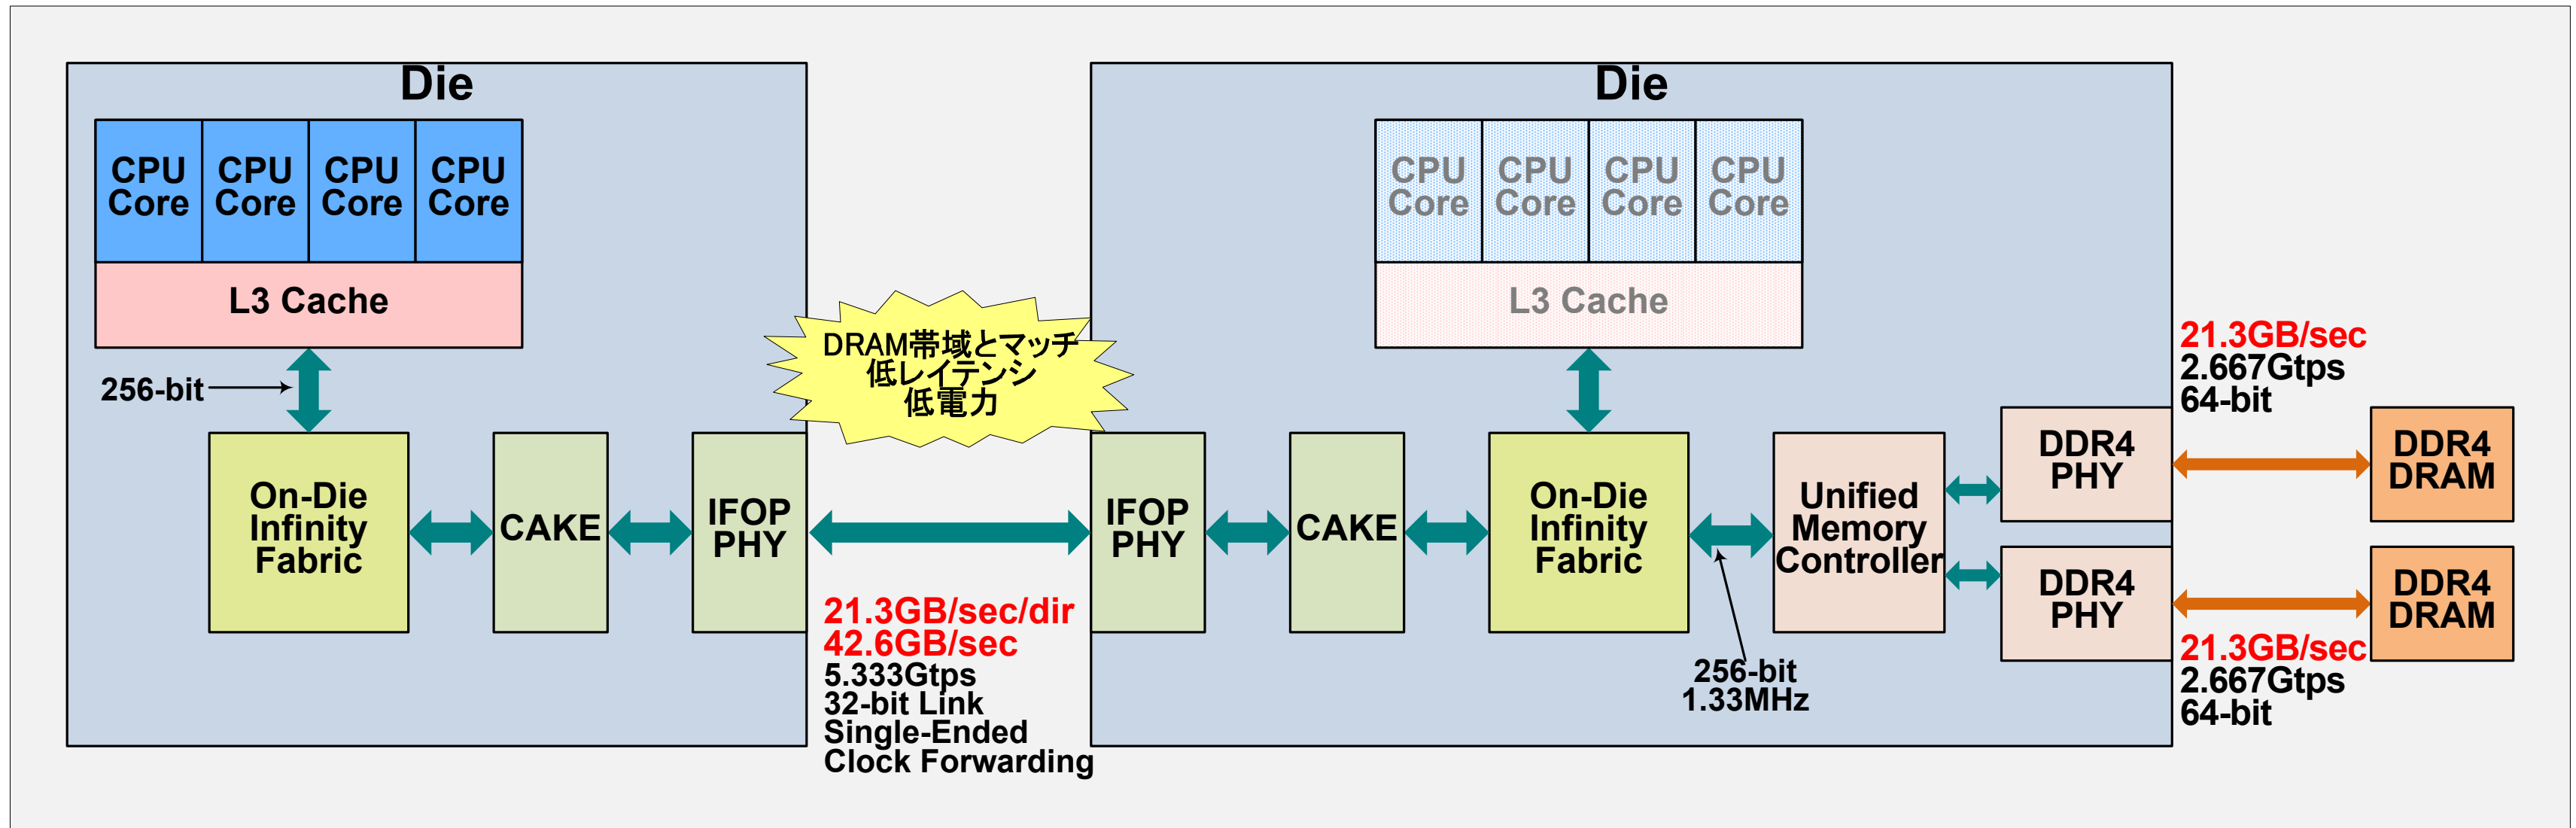 Die
CPU
Core
CPU
Core
CPU
Core
CPU
Core
L3 Cache
256-bit
On-Die
Infinity
Fabric
CAKE
IFOP
PHY
DRAM帯域とマッチ
低レイテンシ
低電力
21.3GB/sec/dir
42.6GB/sec
5.333Gtps
32-bit Link
Single-Ended
Clock Forwarding
Die
CPU
Core
CPU
Core
CPU
Core
CPU
Core
L3 Cache
IFOP
PHY
CAKE
On-Die
Infinity
Fabric
256-bit
1.33MHz
Unified
Memory
Controller
DDR4
PHY
DDR4
PHY
21.3GB/sec
2.667Gtps
64-bit
DDR4
DRAM
DDR4
DRAM
21.3GB/sec
2.667Gtps
64-bit